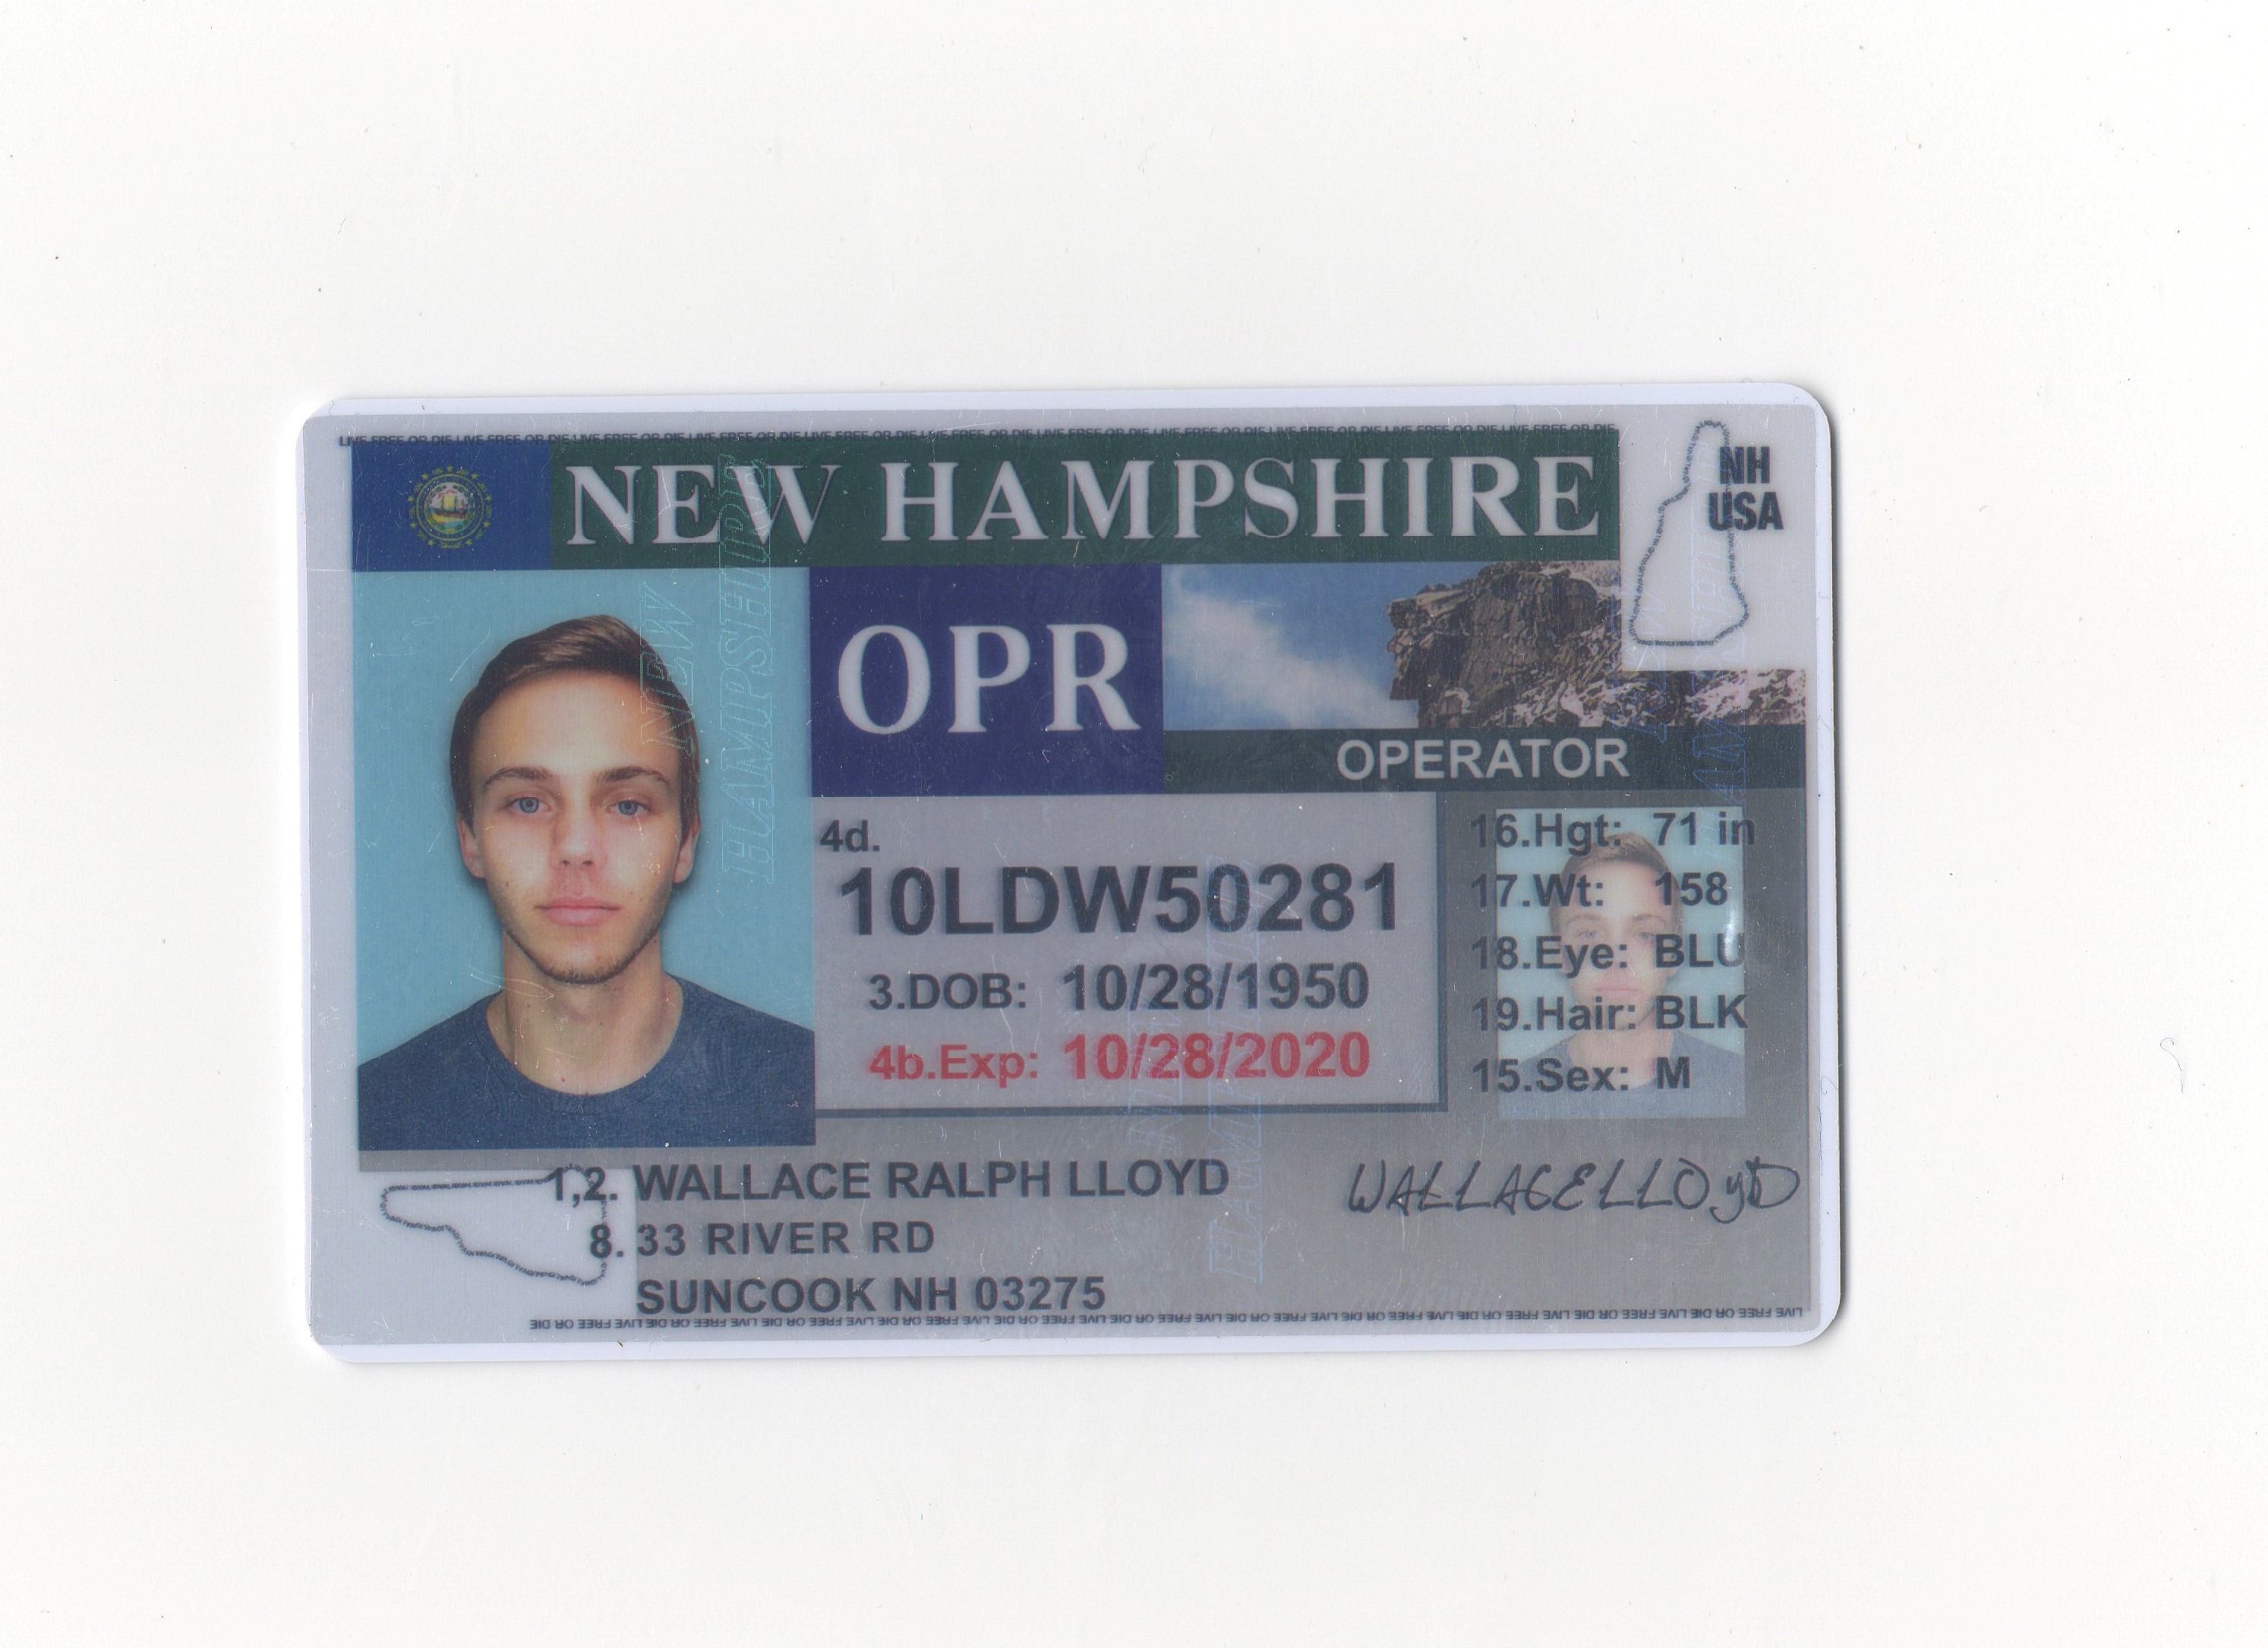 LIVE FREE OR DIE LIVE FREE OR DIE LIVE FREE OR DIE LIVE FREE OR DIE LIVE FREE OR DIE LIVE FREE OR DIE LIVE FREE OR DIE LIVE FREE OR DIE LIVE FREE OR DIE LIVE FREE OR DIE LIVE FREE OR DIE
NEW HAMPSHIRE
NH
USA
OPR
OPERATOR
NEW
HAMPSHIRE
4d.
10LDW50281
3.DOB: 10/28/1950
4b.Exp: 10/28/2020
16.Hgt: 71 in
17.Wt: 158
18.Eye: BLU
19.Hair: BLK
15.Sex: M
1,2. WALLACE RALPH LLOYD
8. 33 RIVER RD
SUNCOOK NH 03275
WALLACELLOyD
LIVE FREE OR DIE LIVE FREE OR DIE LIVE FREE OR DIE LIVE FREE OR DIE LIVE FREE OR DIE LIVE FREE OR DIE LIVE FREE OR DIE LIVE FREE OR DIE LIVE FREE OR DIE LIVE FREE OR DIE LIVE FREE OR DIE